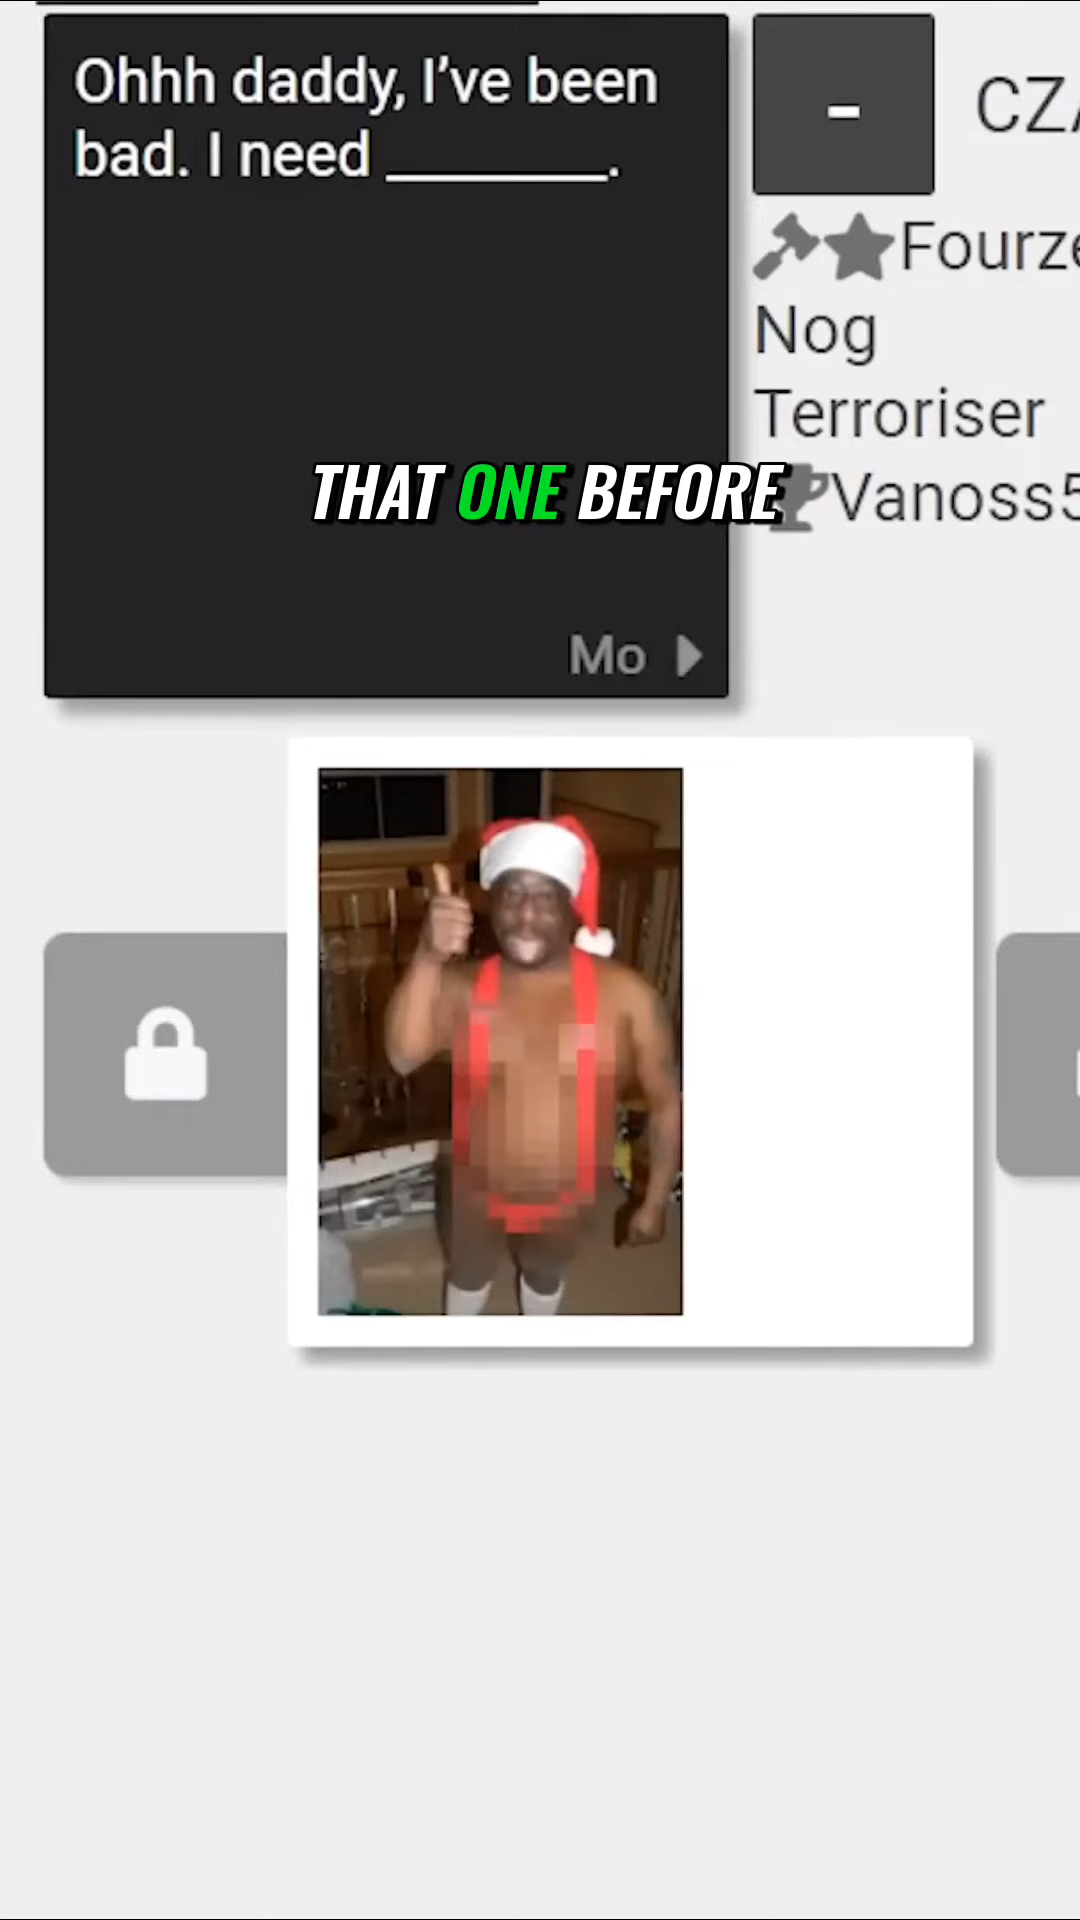 Ohhh daddy, I’ve been
bad. I need ________.
-
Nog
Terroriser
THAT ONE BEFORE
Mo